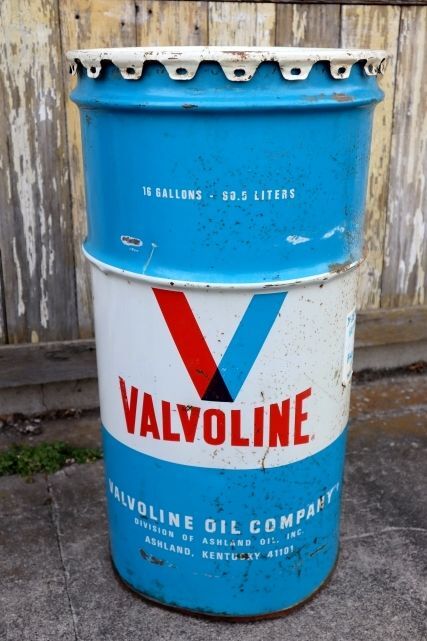 16 GALLONS - 60.5 LITERS
VALVOLINE
VALVOLINE OIL COMPANY
DIVISION OF ASHLAND OIL, INC.
ASHLAND, KENTUCKY 41101